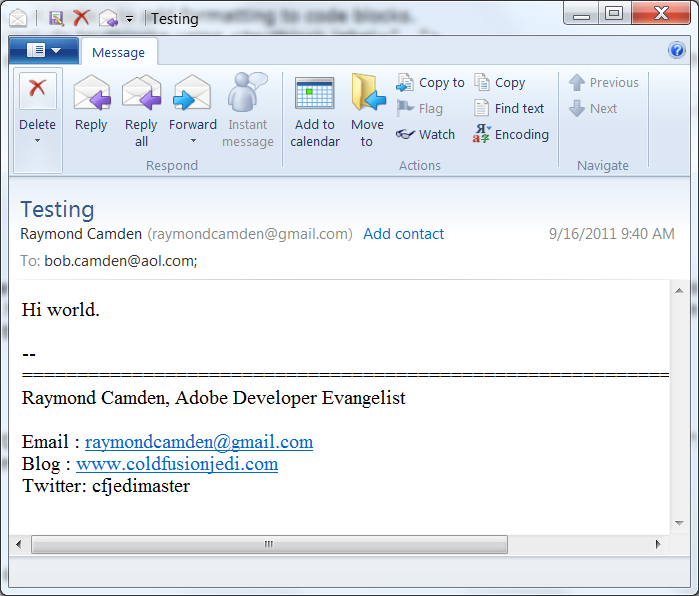 Testing
Message
Delete
Reply
Reply all
Forward
Instant message
Respond
Add to calendar
Move to
Copy to
Flag
Watch
Copy
Find text
Encoding
Actions
Previous
Next
Navigate
Testing
Raymond Camden (raymondcamden@gmail.com) Add contact 9/16/2011 9:40 AM
To: bob.camden@aol.com;
Hi world.
--
===========================================================
Raymond Camden, Adobe Developer Evangelist
Email : raymondcamden@gmail.com
Blog : www.coldfusionjedi.com
Twitter: cfjedimaster